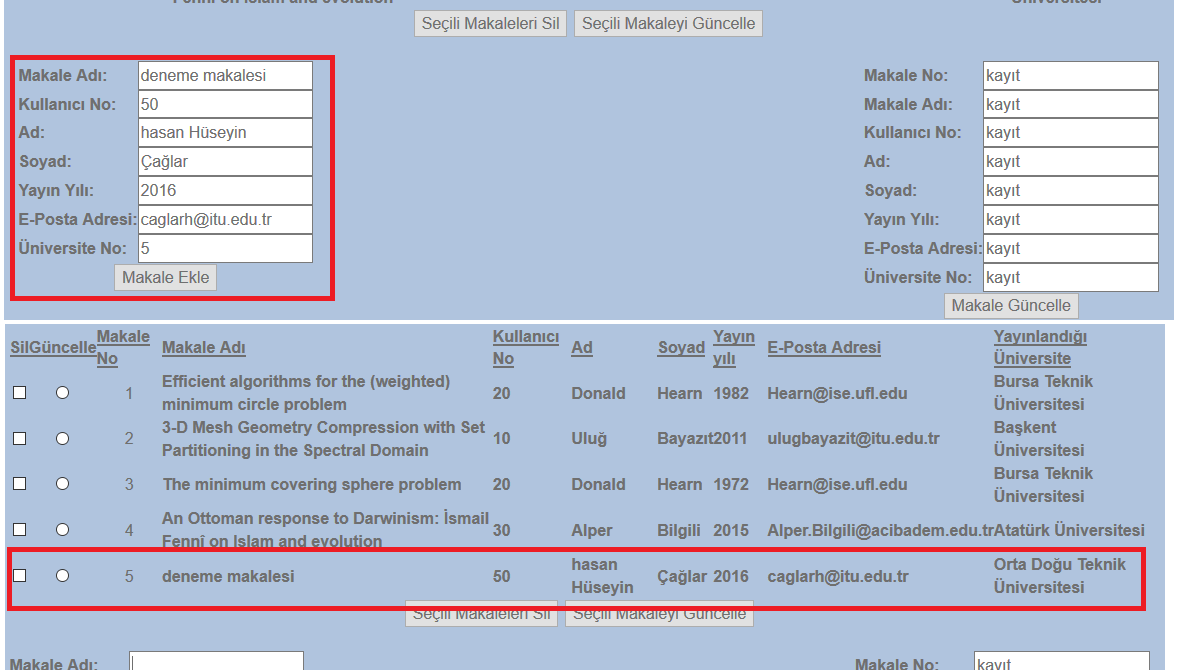 Fennî on Islam and evolution Üniversitesi
Seçili Makaleleri Sil Seçili Makaleyi Güncelle
Makale Adı: deneme makalesi Makale No: kayıt
Kullanıcı No: 50 Makale Adı: kayıt
Ad: hasan Hüseyin Kullanıcı No: kayıt
Soyad: Çağlar Ad: kayıt
Yayın Yılı: 2016 Soyad: kayıt
E-Posta Adresi: caglarh@itu.edu.tr Yayın Yılı: kayıt
Üniversite No: 5 E-Posta Adresi: kayıt
Makale Ekle Üniversite No: kayıt
Makale Güncelle
Makale Kullanıcı Yayın Yayınlandığı
SilGüncelle Makale Adı Ad Soyad E-Posta Adresi
No No yılı Üniversite
Efficient algorithms for the (weighted) Bursa Teknik
1 20 Donald Hearn 1982 Hearn@ise.ufl.edu
minimum circle problem Üniversitesi
3-D Mesh Geometry Compression with Set Başkent
2 10 Uluğ Bayazıt2011 ulugbayazit@itu.edu.tr
Partitioning in the Spectral Domain Üniversitesi
Bursa Teknik
3 The minimum covering sphere problem 20 Donald Hearn 1972 Hearn@ise.ufl.edu
Üniversitesi
An Ottoman response to Darwinism: İsmail
4 30 Alper Bilgili 2015 Alper.Bilgili@acibadem.edu.trAtatürk Üniversitesi
Fennî on Islam and evolution
hasan Orta Doğu Teknik
5 deneme makalesi 50 Çağlar 2016 caglarh@itu.edu.tr
Hüseyin Üniversitesi
Seçili Makaleleri Sil Seçili Makaleyi Güncelle
Makale Adı: Makale No: kayıt